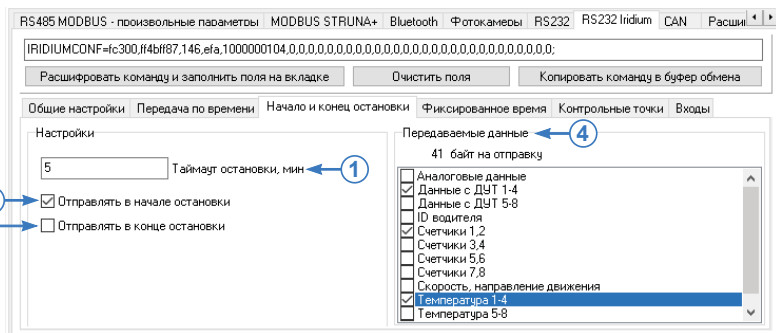 RS485 MODBUS - произвольные параметры MODBUS STRUNA+ Bluetooth Фотокамеры RS232 RS232 Iridium CAN Расши
IRIDIUMCONF=fc300,ff4bff87,146,efa,1000000104,0,0,0,0,0,0,0,0,0,0,0,0,0,0,0,0,0,0,0,0,0,0,0,0,0,0,0;
Расшифровать команду и заполнить поля на вкладке Очистить поля Копировать команду в буфер обмена
Общие настройки Передача по времени Начало и конец остановки Фиксированное время Контрольные точки Входы
Настройки
5 Таймаут остановки, мин 1
Отправлять в начале остановки
Отправлять в конце остановки
Передаваемые данные 4
41 байт на отправку
Аналоговые данные
Данные с ДУТ 1-4
Данные с ДУТ 5-8
ID водителя
Счетчики 1,2
Счетчики 3,4
Счетчики 5,6
Счетчики 7,8
Скорость, направление движения
Температура 1-4
Температура 5-8